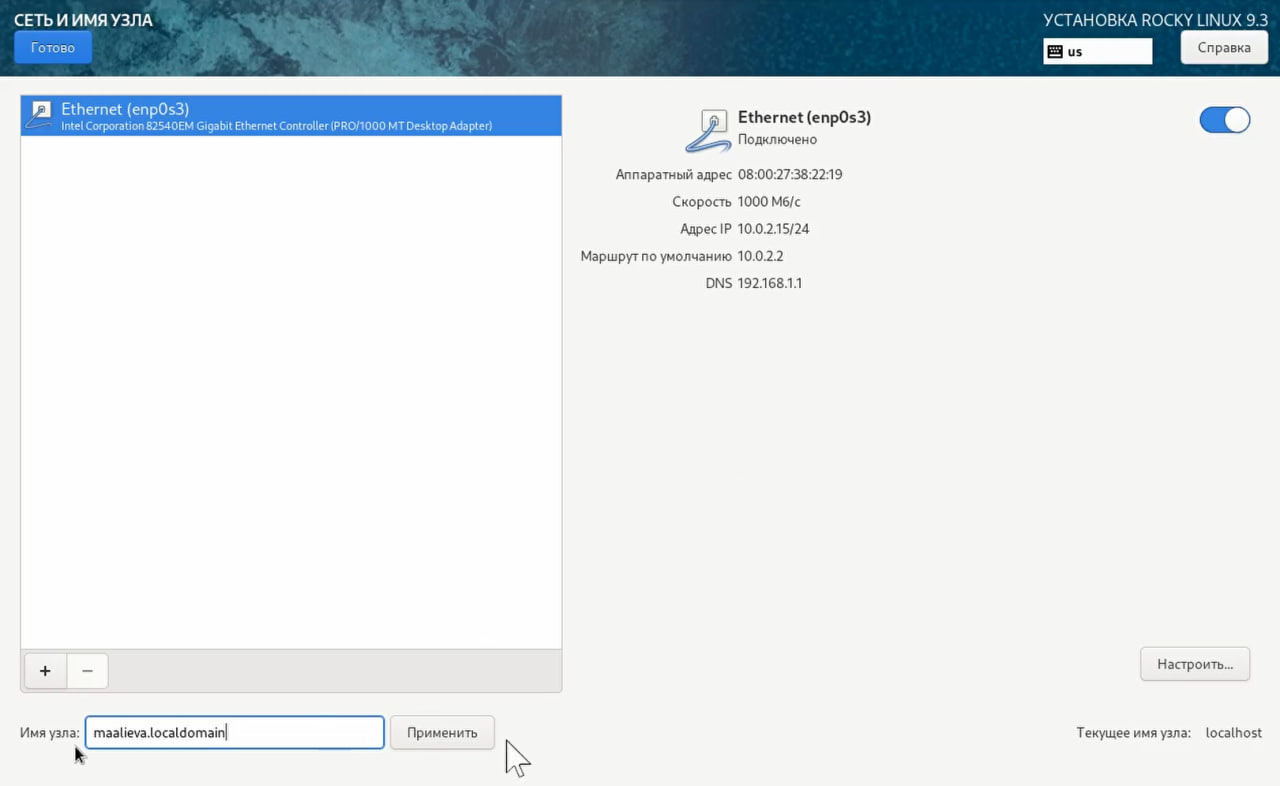 СЕТЬ И ИМЯ УЗЛА
УСТАНОВКА ROCKY LINUX 9.3
Готово
us
Справка
Ethernet (enp0s3)
Intel Corporation 82540EM Gigabit Ethernet Controller (PRO/1000 MT Desktop Adapter)
Ethernet (enp0s3)
Подключено
Аппаратный адрес 08:00:27:38:22:19
Скорость 1000 Мб/с
Адрес IP 10.0.2.15/24
Маршрут по умолчанию 10.0.2.2
DNS 192.168.1.1
+ −
Настроить...
Имя узла: maalieva.localdomain Применить
Текущее имя узла: localhost